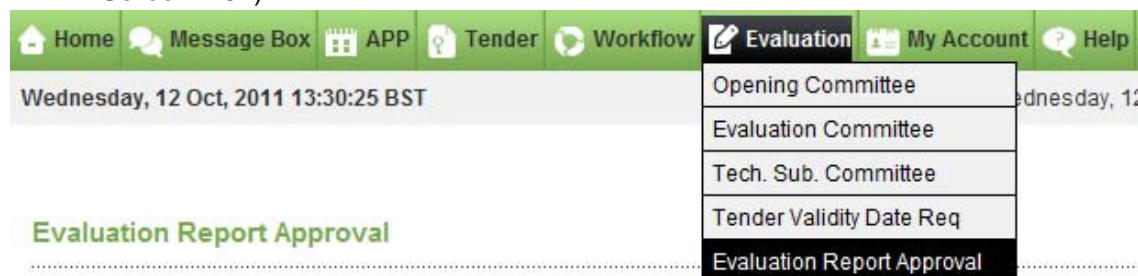 Home Message Box APP Tender Workflow Evaluation My Account Help
Wednesday, 12 Oct, 2011 13:30:25 BST
Opening Committee
Evaluation Committee
Tech. Sub. Committee
Tender Validity Date Req
Evaluation Report Approval
Evaluation Report Approval